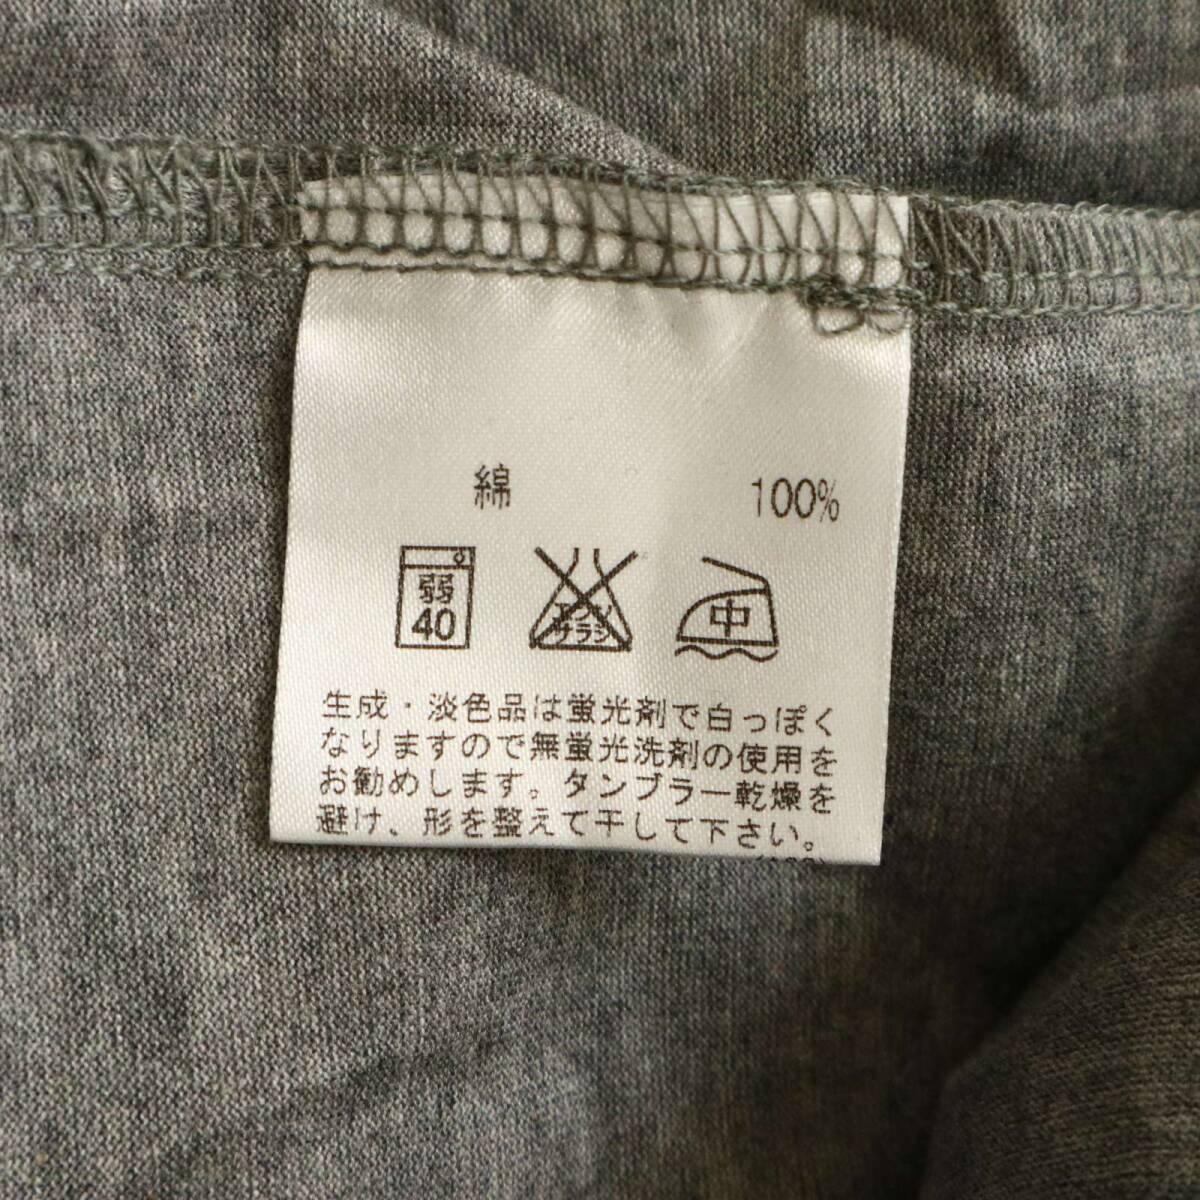 綿 100%
弱
40
エンソ
サラシ
中
生成・淡色品は蛍光剤で白っぽく
なりますので無蛍光洗剤の使用を
お勧めします。タンブラー乾燥を
避け、形を整えて干して下さい。